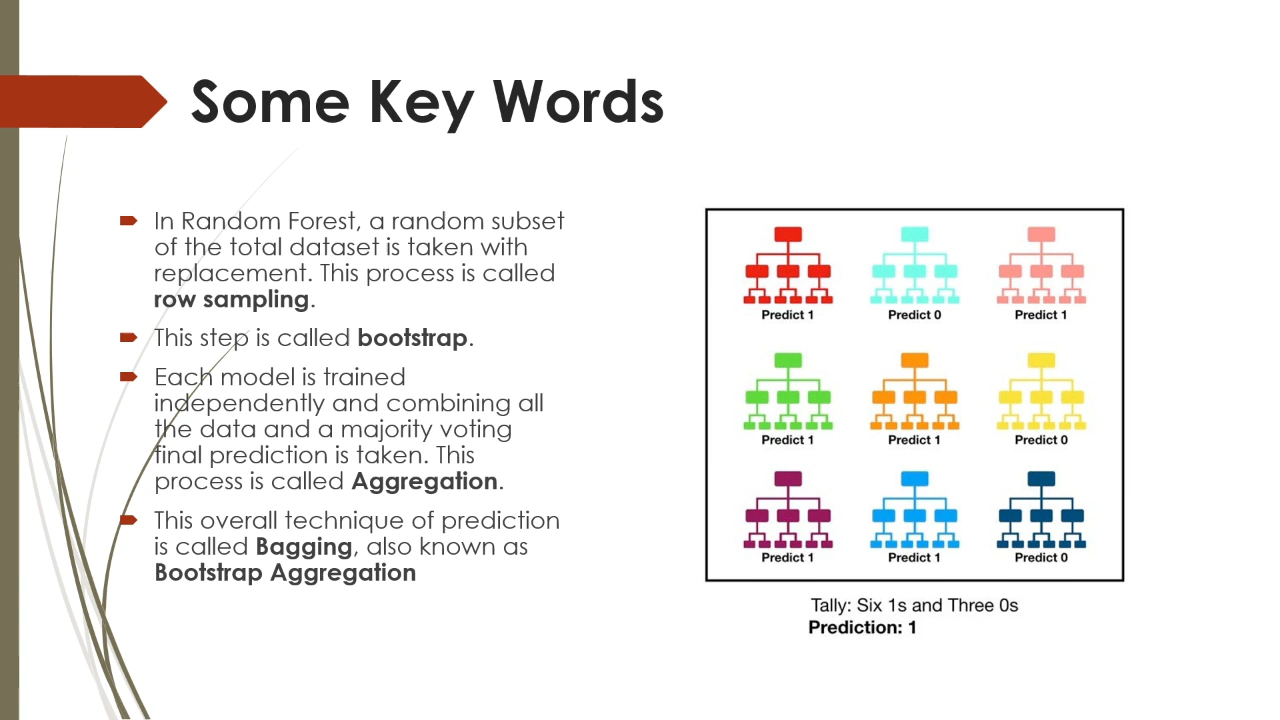 Some Key Words
In Random Forest, a random subset
of the total dataset is taken with
replacement. This process is called
row sampling.
This step is called bootstrap.
Each model is trained
independently and combining all
the data and a majority voting
final prediction is taken. This
process is called Aggregation.
This overall technique of prediction
is called Bagging, also known as
Bootstrap Aggregation
Predict 1
Predict 0
Predict 1
Predict 1
Predict 1
Predict 0
Predict 1
Predict 1
Predict 0
Tally: Six 1s and Three 0s
Prediction: 1